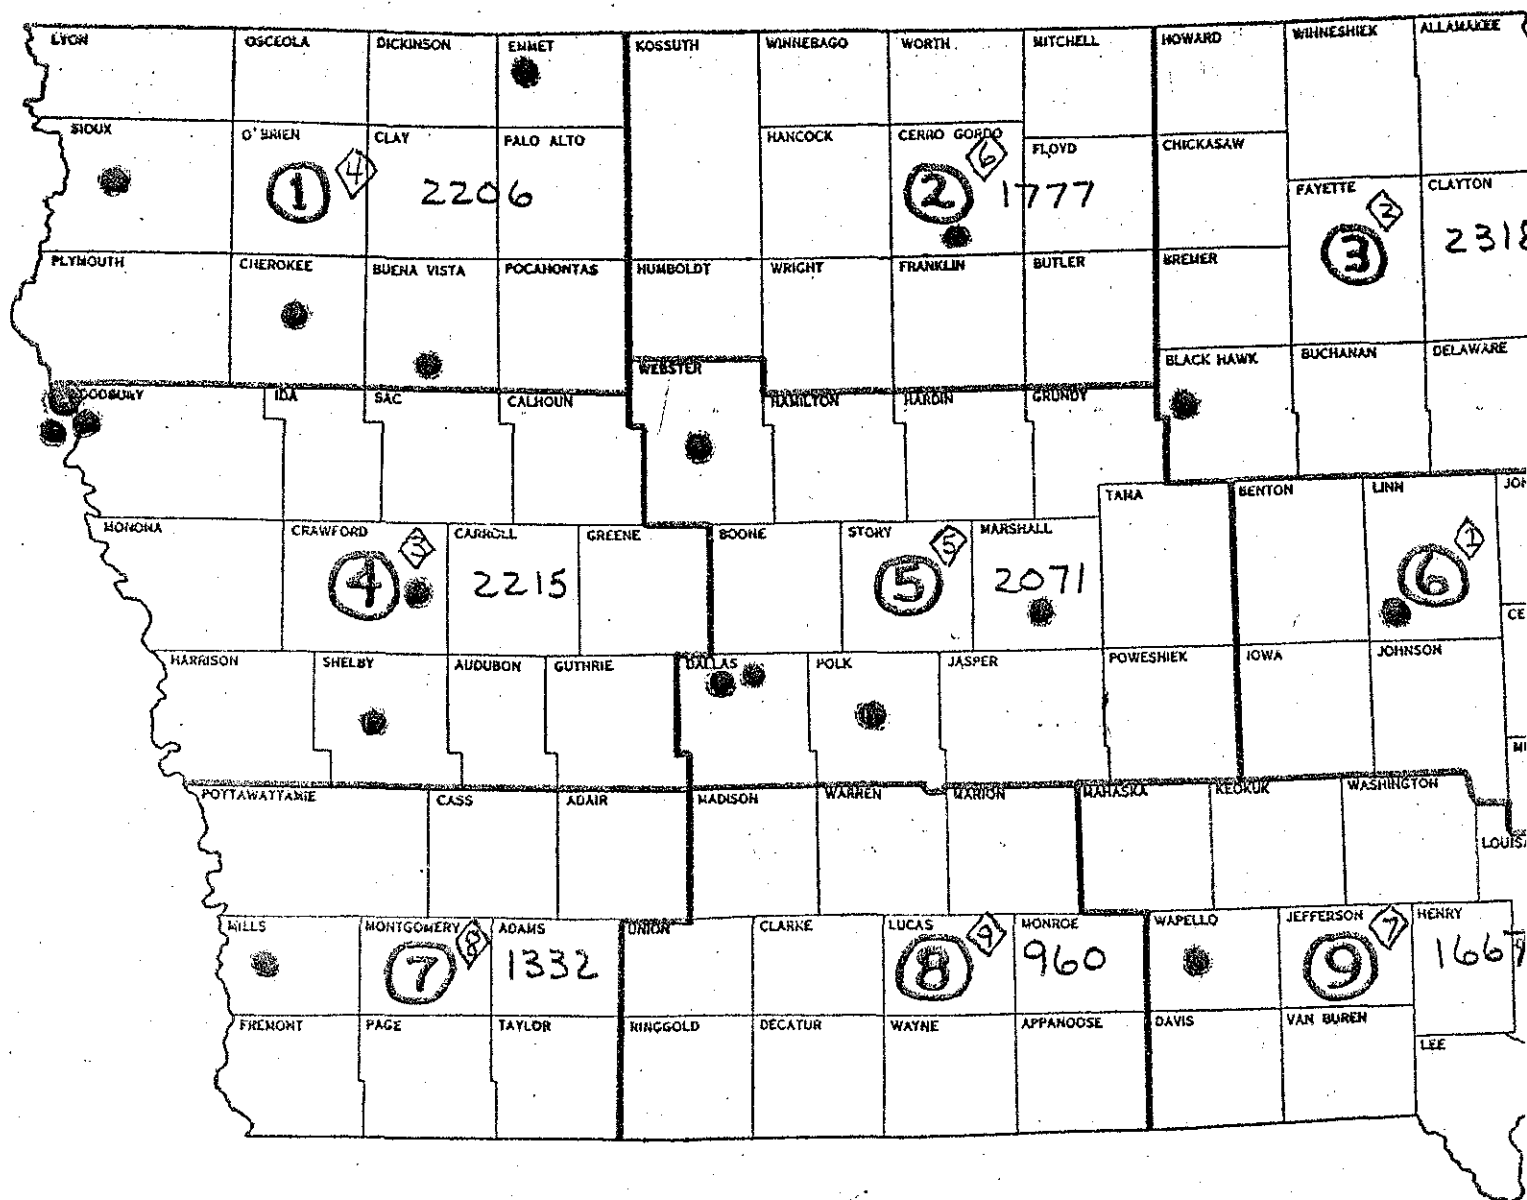 LYON OSCEOLA DICKINSON EMMET KOSSUTH WINNEBAGO WORTH MITCHELL HOWARD WINNESHIEK ALLAMAKEE
SIOUX O'BRIEN CLAY PALO ALTO HANCOCK CERRO GORDO FLOYD CHICKASAW
1 4 2206 2 6 1777 FAYETTE 2 CLAYTON
3 2318
PLYMOUTH CHEROKEE BUENA VISTA POCAHONTAS HUMBOLDT WRIGHT FRANKLIN BUTLER BREMER
WEBSTER BLACK HAWK BUCHANAN DELAWARE
IDA SAC CALHOUN HAMILTON HARDIN GRUNDY
TAMA BENTON LINN
MONONA CRAWFORD 3 CARROLL GREENE BOONE STORY 5 MARSHALL 1
4 2215 5 2071 6
CE
HARRISON SHELBY AUDUBON GUTHRIE DALLAS POLK JASPER POWESHIEK IOWA JOHNSON
POTTAWATTAMIE CASS ADAIR MADISON WARREN MARION MAHASKA KEOKUK WASHINGTON
LOUIS
MILLS MONTGOMERY 8 ADAMS UNION CLARKE LUCAS 9 MONROE WAPELLO JEFFERSON 7 HENRY
7 1332 8 960 9 166
FREMONT PAGE TAYLOR RINGGOLD DECATUR WAYNE APPANOOSE DAVIS VAN BUREN
LEE